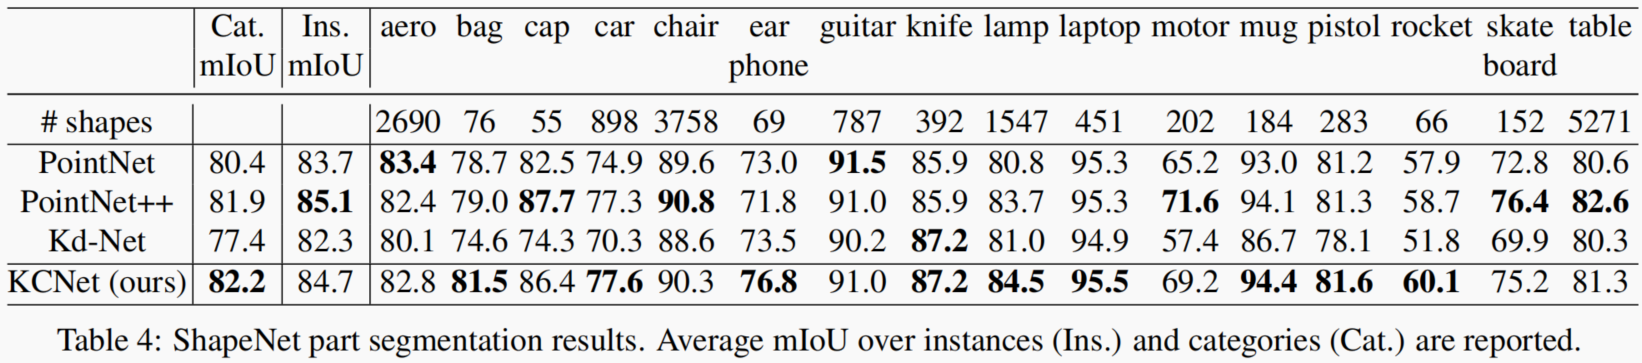 Cat. Ins. aero bag cap car chair ear guitar knife lamp laptop motor mug pistol rocket skate table
mIoU mIoU phone board
# shapes 2690 76 55 898 3758 69 787 392 1547 451 202 184 283 66 152 5271
PointNet 80.4 83.7 83.4 78.7 82.5 74.9 89.6 73.0 91.5 85.9 80.8 95.3 65.2 93.0 81.2 57.9 72.8 80.6
PointNet++ 81.9 85.1 82.4 79.0 87.7 77.3 90.8 71.8 91.0 85.9 83.7 95.3 71.6 94.1 81.3 58.7 76.4 82.6
Kd-Net 77.4 82.3 80.1 74.6 74.3 70.3 88.6 73.5 90.2 87.2 81.0 94.9 57.4 86.7 78.1 51.8 69.9 80.3
KCNet (ours) 82.2 84.7 82.8 81.5 86.4 77.6 90.3 76.8 91.0 87.2 84.5 95.5 69.2 94.4 81.6 60.1 75.2 81.3
Table 4: ShapeNet part segmentation results. Average mIoU over instances (Ins.) and categories (Cat.) are reported.